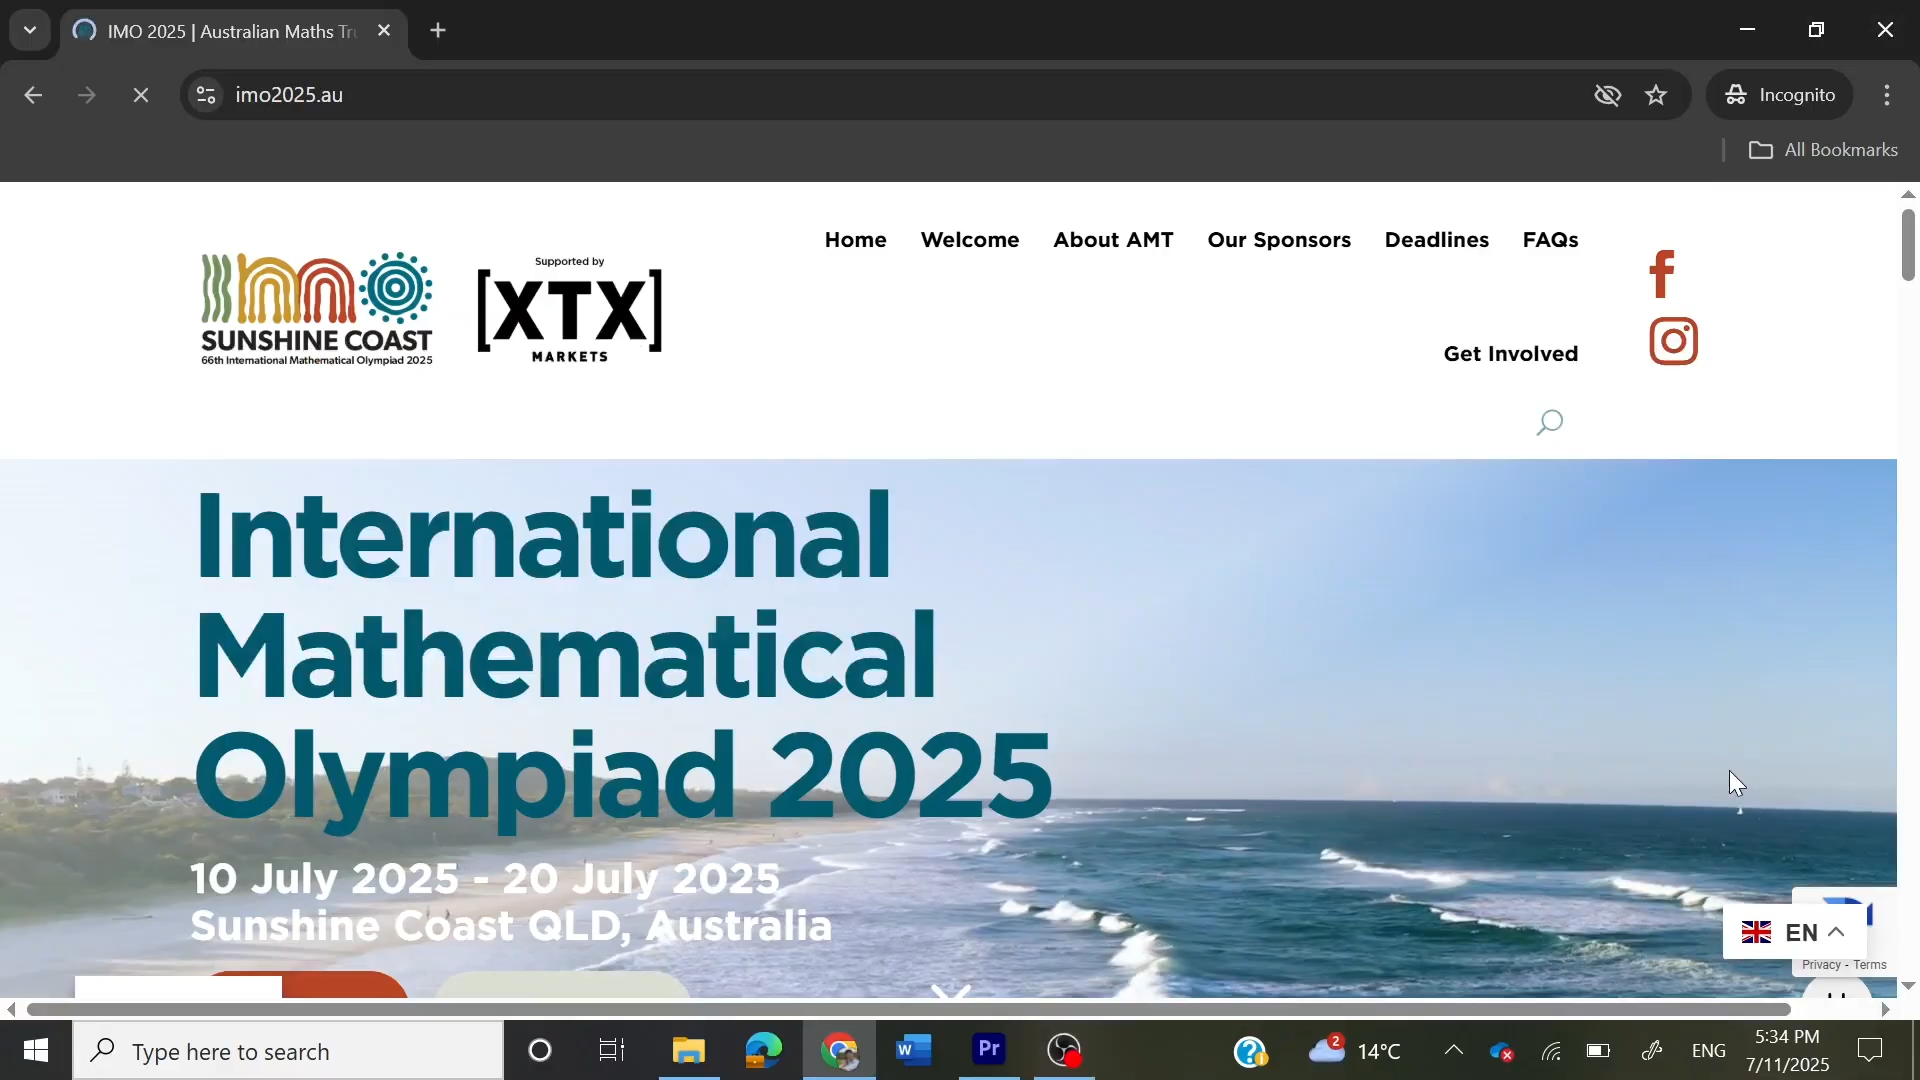 IMO 2025 | Australian Maths Tru
imo2025.au
Incognito
All Bookmarks
Home Welcome About AMT Our Sponsors Deadlines FAQs
Get Involved
SUNSHINE COAST
66th International Mathematical Olympiad 2025
Supported by
[XTX]
MARKETS
International
Mathematical
Olympiad 2025
10 July 2025 - 20 July 2025
Sunshine Coast QLD, Australia
EN
Privacy - Terms
Type here to search
W
Pr
2
14°C
ENG
5:34 PM
7/11/2025